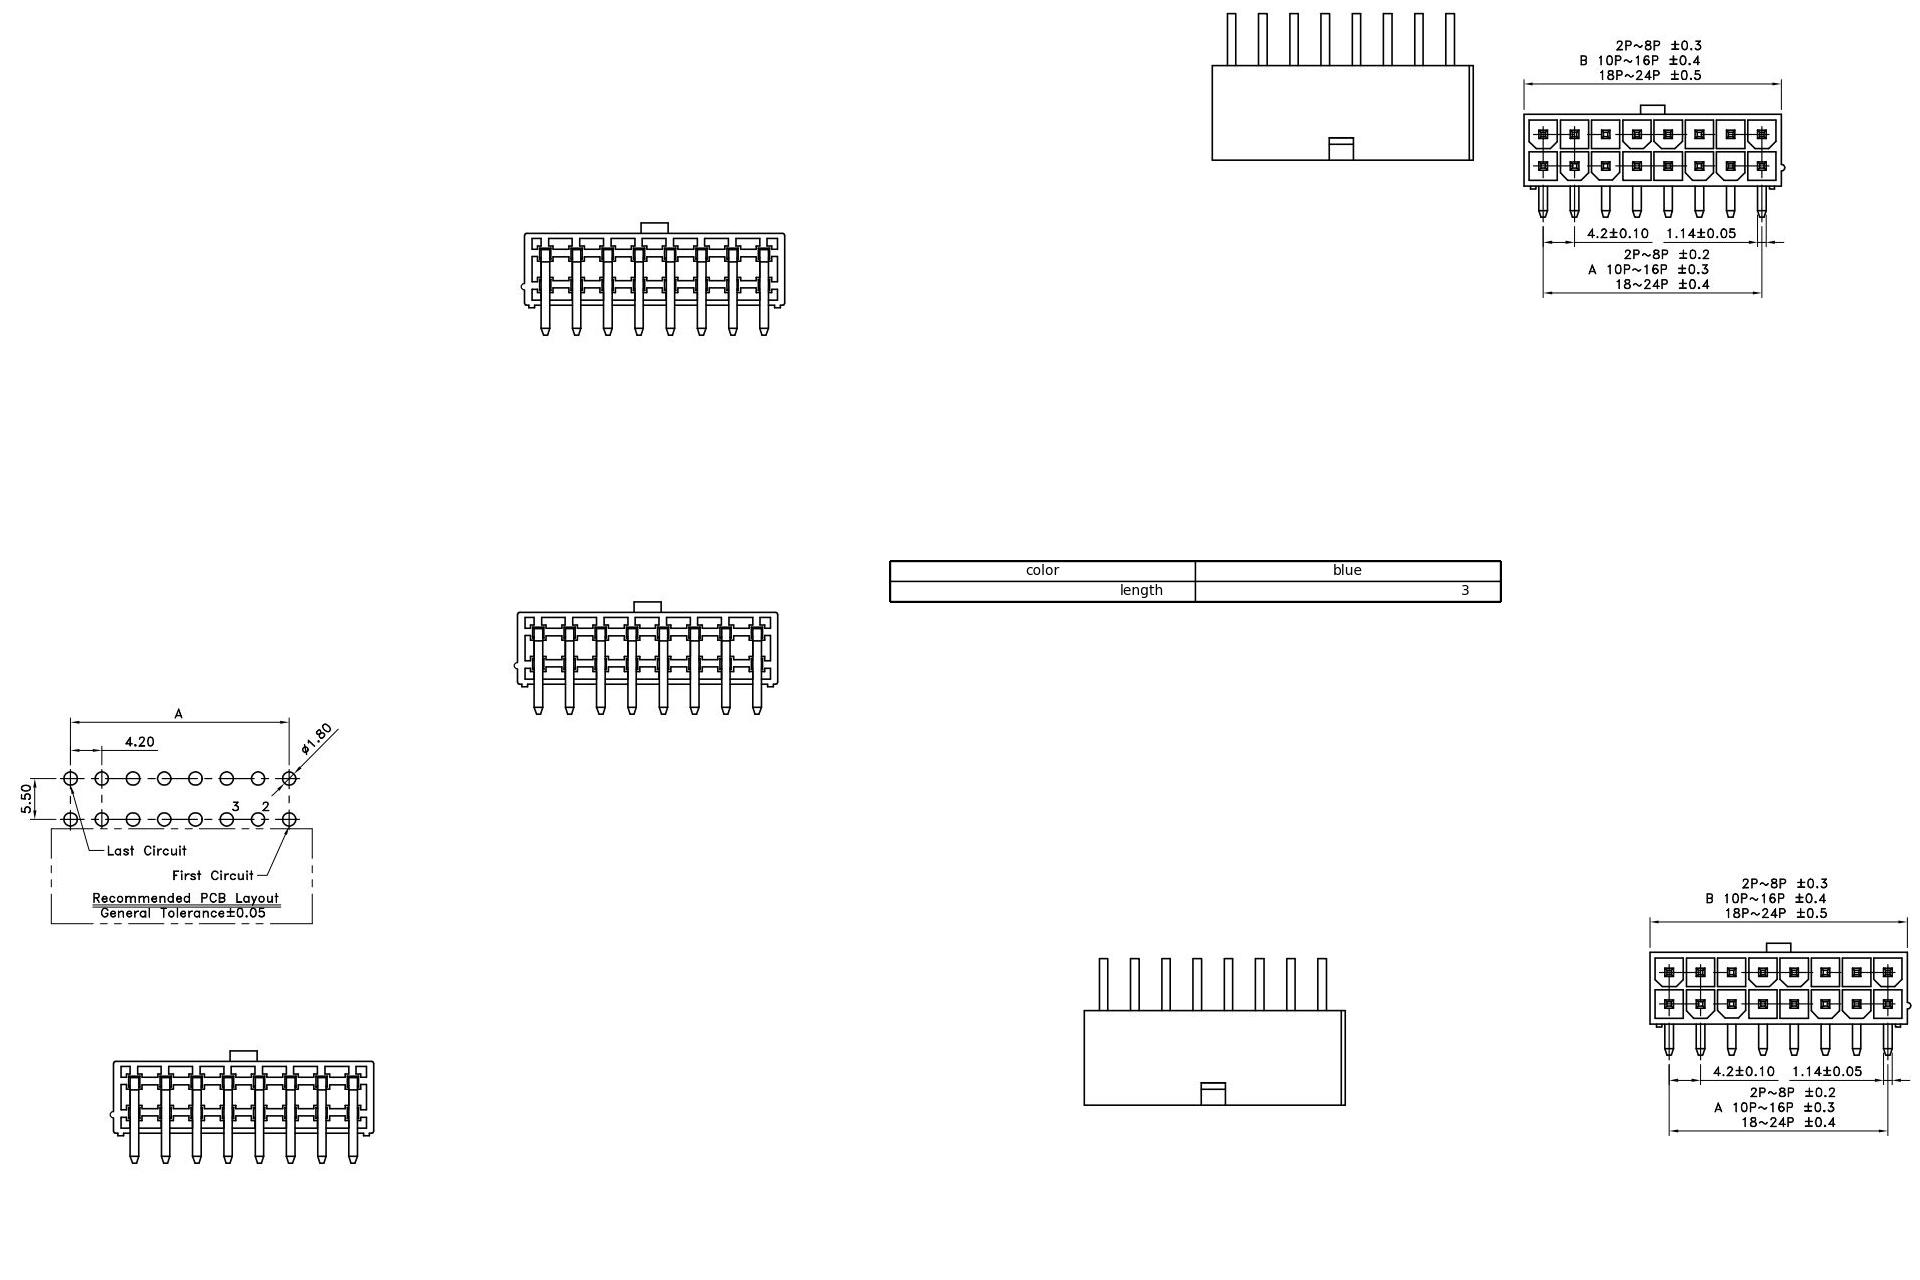 2P~8P ±0.3
B 10P~16P ±0.4
18P~24P ±0.5
4.2±0.10 1.14±0.05
2P~8P ±0.2
A 10P~16P ±0.3
18~24P ±0.4
color blue
length 3
A
4.20
ø1.80
5.50
3 2
Last Circuit
First Circuit
Recommended PCB Layout
General Tolerance±0.05
2P~8P ±0.3
B 10P~16P ±0.4
18P~24P ±0.5
4.2±0.10 1.14±0.05
2P~8P ±0.2
A 10P~16P ±0.3
18~24P ±0.4